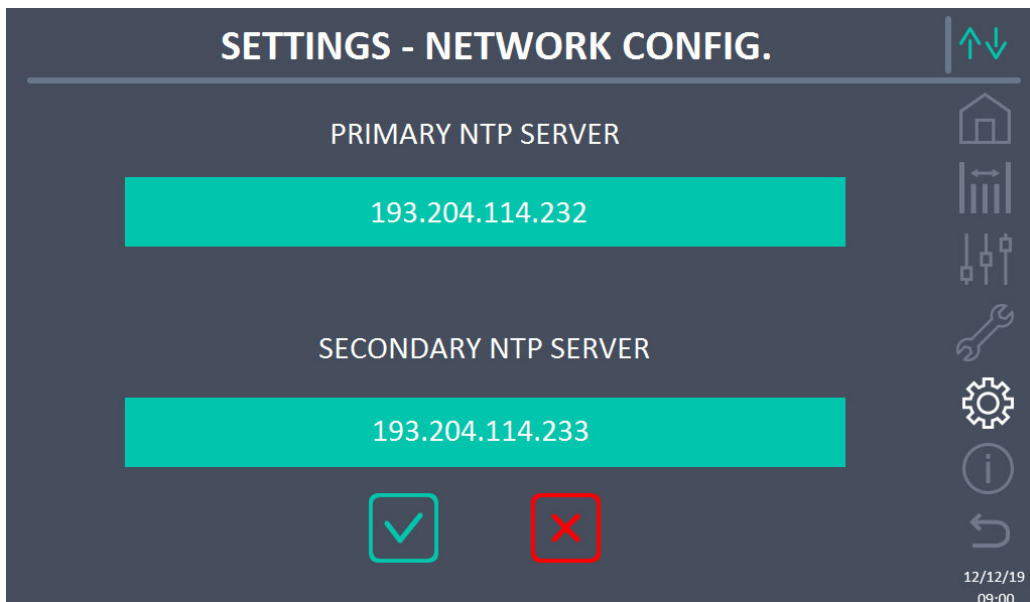 SETTINGS - NETWORK CONFIG.
PRIMARY NTP SERVER
193.204.114.232
SECONDARY NTP SERVER
193.204.114.233
12/12/19
09:00